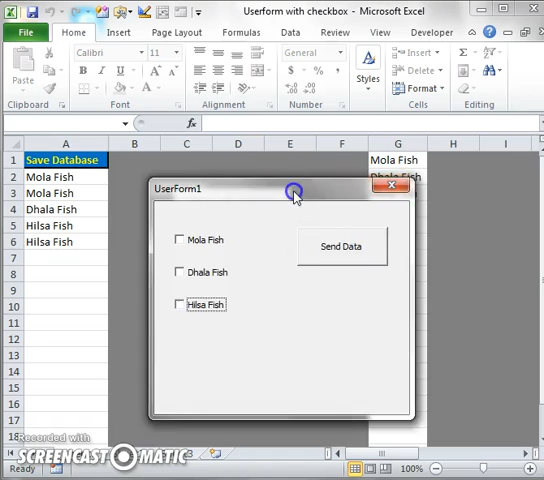 Userform with checkbox - Microsoft Excel
File Home Insert Page Layout Formulas Data Review View Developer
Paste
Clipboard
Calibri 11
B I U A
Font
Alignment
General
$ % ,
Number
Styles
Insert
Delete
Format
Cells
Σ
Editing
fx
A B C D E F G H I
1 Save Database Mola Fish
2 Mola Fish Dhala Fish
3 Mola Fish
4 Dhala Fish
5 Hilsa Fish
6 Hilsa Fish
7
8
9
10
11
12
13
14
15
16
17
18
UserForm1
Mola Fish
Send Data
Dhala Fish
Hilsa Fish
Recorded with
SCREENCAST MATIC
Ready
100%